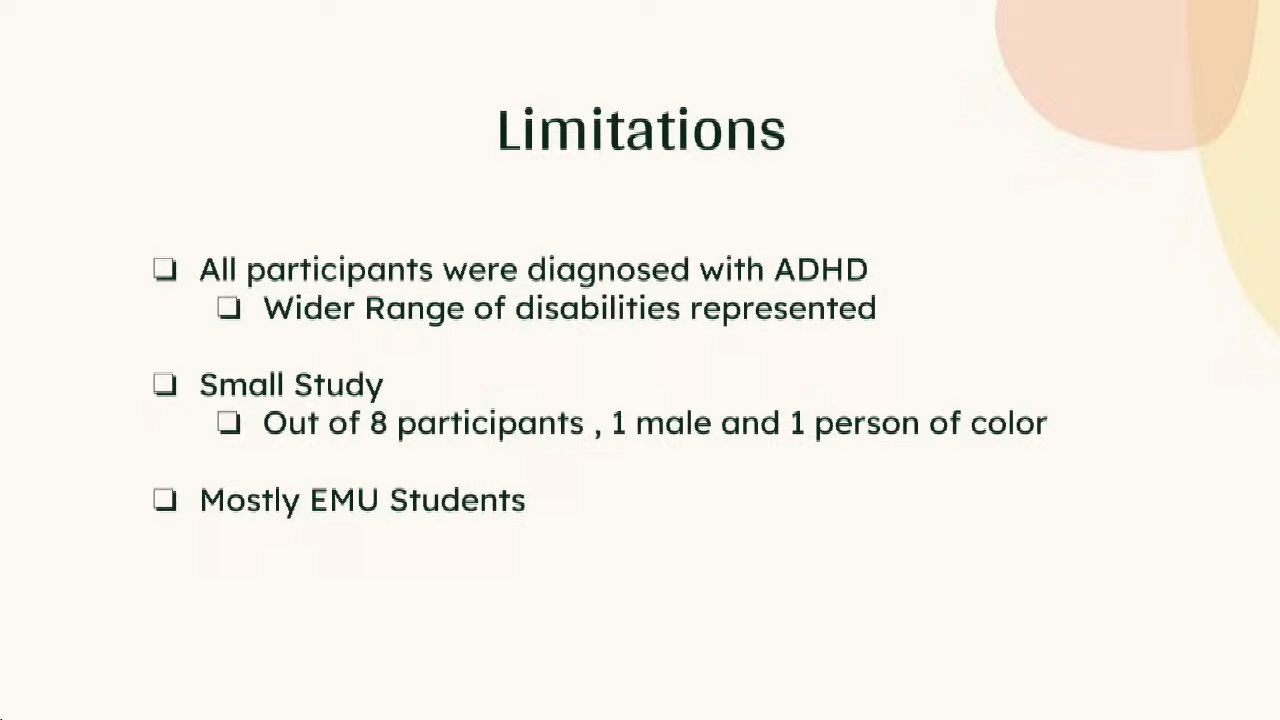 Limitations
❏ All participants were diagnosed with ADHD
❏ Wider Range of disabilities represented
❏ Small Study
❏ Out of 8 participants , 1 male and 1 person of color
❏ Mostly EMU Students